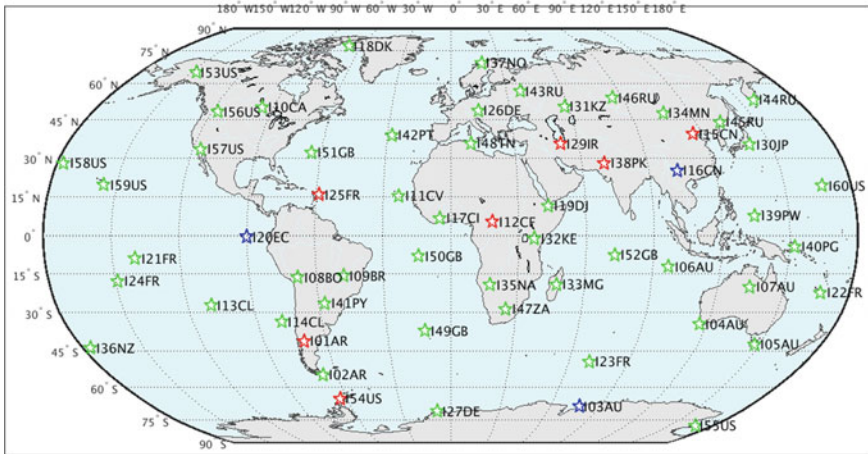 180° W 150° W 120° W 90° W 60° W 30° W 0 30° E 60° E 90° E 120° E 150° E 180° E
90° N
75° N
60° N
45° N
30° N
15° N
0°
15° S
30° S
45° S
60° S
75° S
90° S
I18DK
I37NO
I53US
I43RU
I46RU
I44RU
I10CA
I56US
I26DE
I31KZ
I34MN
I45RU
I42PT
I15CN
I57US
I51GB
I48TN
I29IR
I30JP
I58US
I38PK
I16CN
I59US
I25FR
I11CV
I19DJ
I60US
I17CI
I12CF
I39PW
I20EC
I32KE
I40PG
I21FR
I50GB
I52GB
I06AU
I24FR
I08BO
I09BR
I35NA
I33MG
I07AU
I22FR
I13CL
I41PY
I47ZA
I14CL
I49GB
I04AU
I36NZ
I01AR
I05AU
I23FR
I02AR
I54US
I27DE
I03AU
I55US